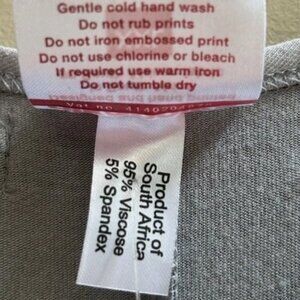 Gentle cold hand wash
Do not rub prints
Do not iron embossed print
Do not use chlorine or bleach
If required use warm iron
Do not tumble dry
Product of
South Africa
95% Viscose
5% Spandex